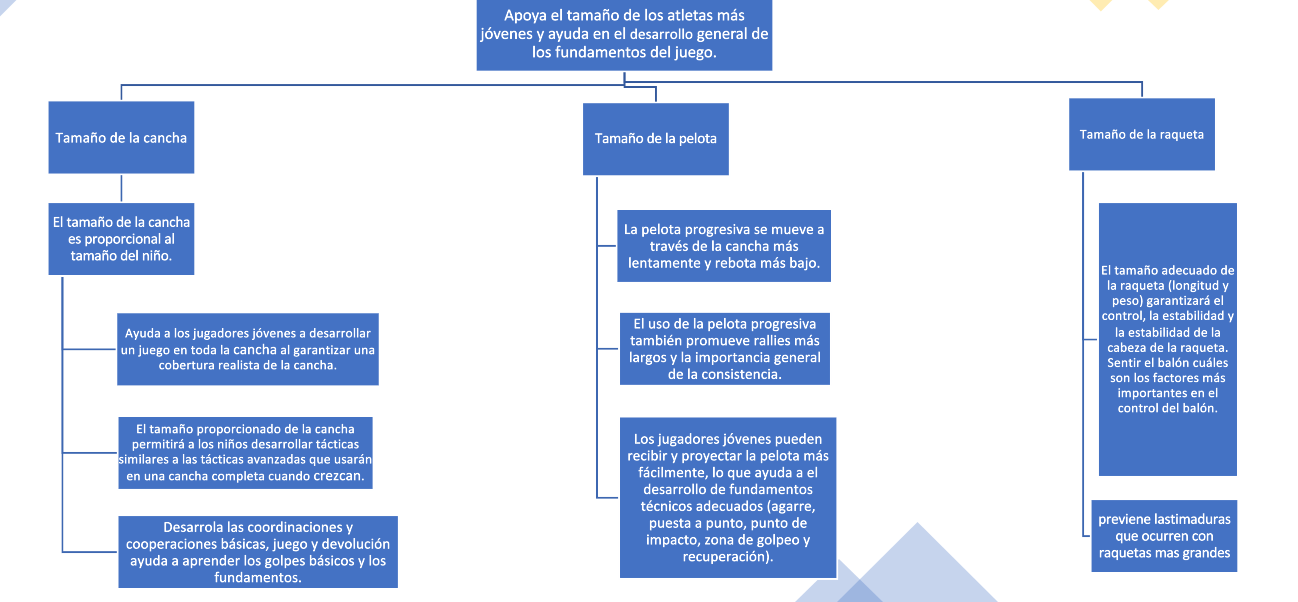 Apoya el tamaño de los atletas más
jóvenes y ayuda en el desarrollo general de
los fundamentos del juego.
Tamaño de la cancha
El tamaño de la cancha
es proporcional al
tamaño del niño.
Ayuda a los jugadores jóvenes a desarrollar
un juego en toda la cancha al garantizar una
cobertura realista de la cancha.
El tamaño proporcionado de la cancha
permitirá a los niños desarrollar tácticas
similares a las tácticas avanzadas que usarán
en una cancha completa cuando crezcan.
Desarrola las coordinaciones y
cooperaciones básicas, juego y devolución
ayuda a aprender los golpes básicos y los
fundamentos.
Tamaño de la pelota
La pelota progresiva se mueve a
través de la cancha más
lentamente y rebota más bajo.
El uso de la pelota progresiva
también promueve rallies más
largos y la importancia general
de la consistencia.
Los jugadores jóvenes pueden
recibir y proyectar la pelota más
fácilmente, lo que ayuda a el
desarrollo de fundamentos
técnicos adecuados (agarre,
puesta a punto, punto de
impacto, zona de golpeo y
recuperación).
Tamaño de la raqueta
El tamaño adecuado de
la raqueta (longitud y
peso) garantizará el
control, la estabilidad y
la estabilidad de la
cabeza de la raqueta.
Sentir el balón cuáles
son los factores más
importantes en el
control del balón.
previene lastimaduras
que ocurren con
raquetas mas grandes